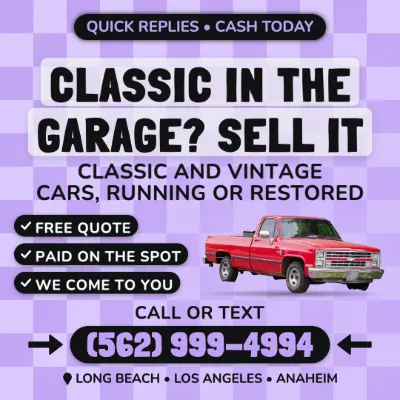 QUICK REPLIES • CASH TODAY
CLASSIC IN THE
GARAGE? SELL IT
CLASSIC AND VINTAGE
CARS, RUNNING OR RESTORED
✓ FREE QUOTE
✓ PAID ON THE SPOT
✓ WE COME TO YOU
CALL OR TEXT
(562) 999-4994
LONG BEACH • LOS ANGELES • ANAHEIM